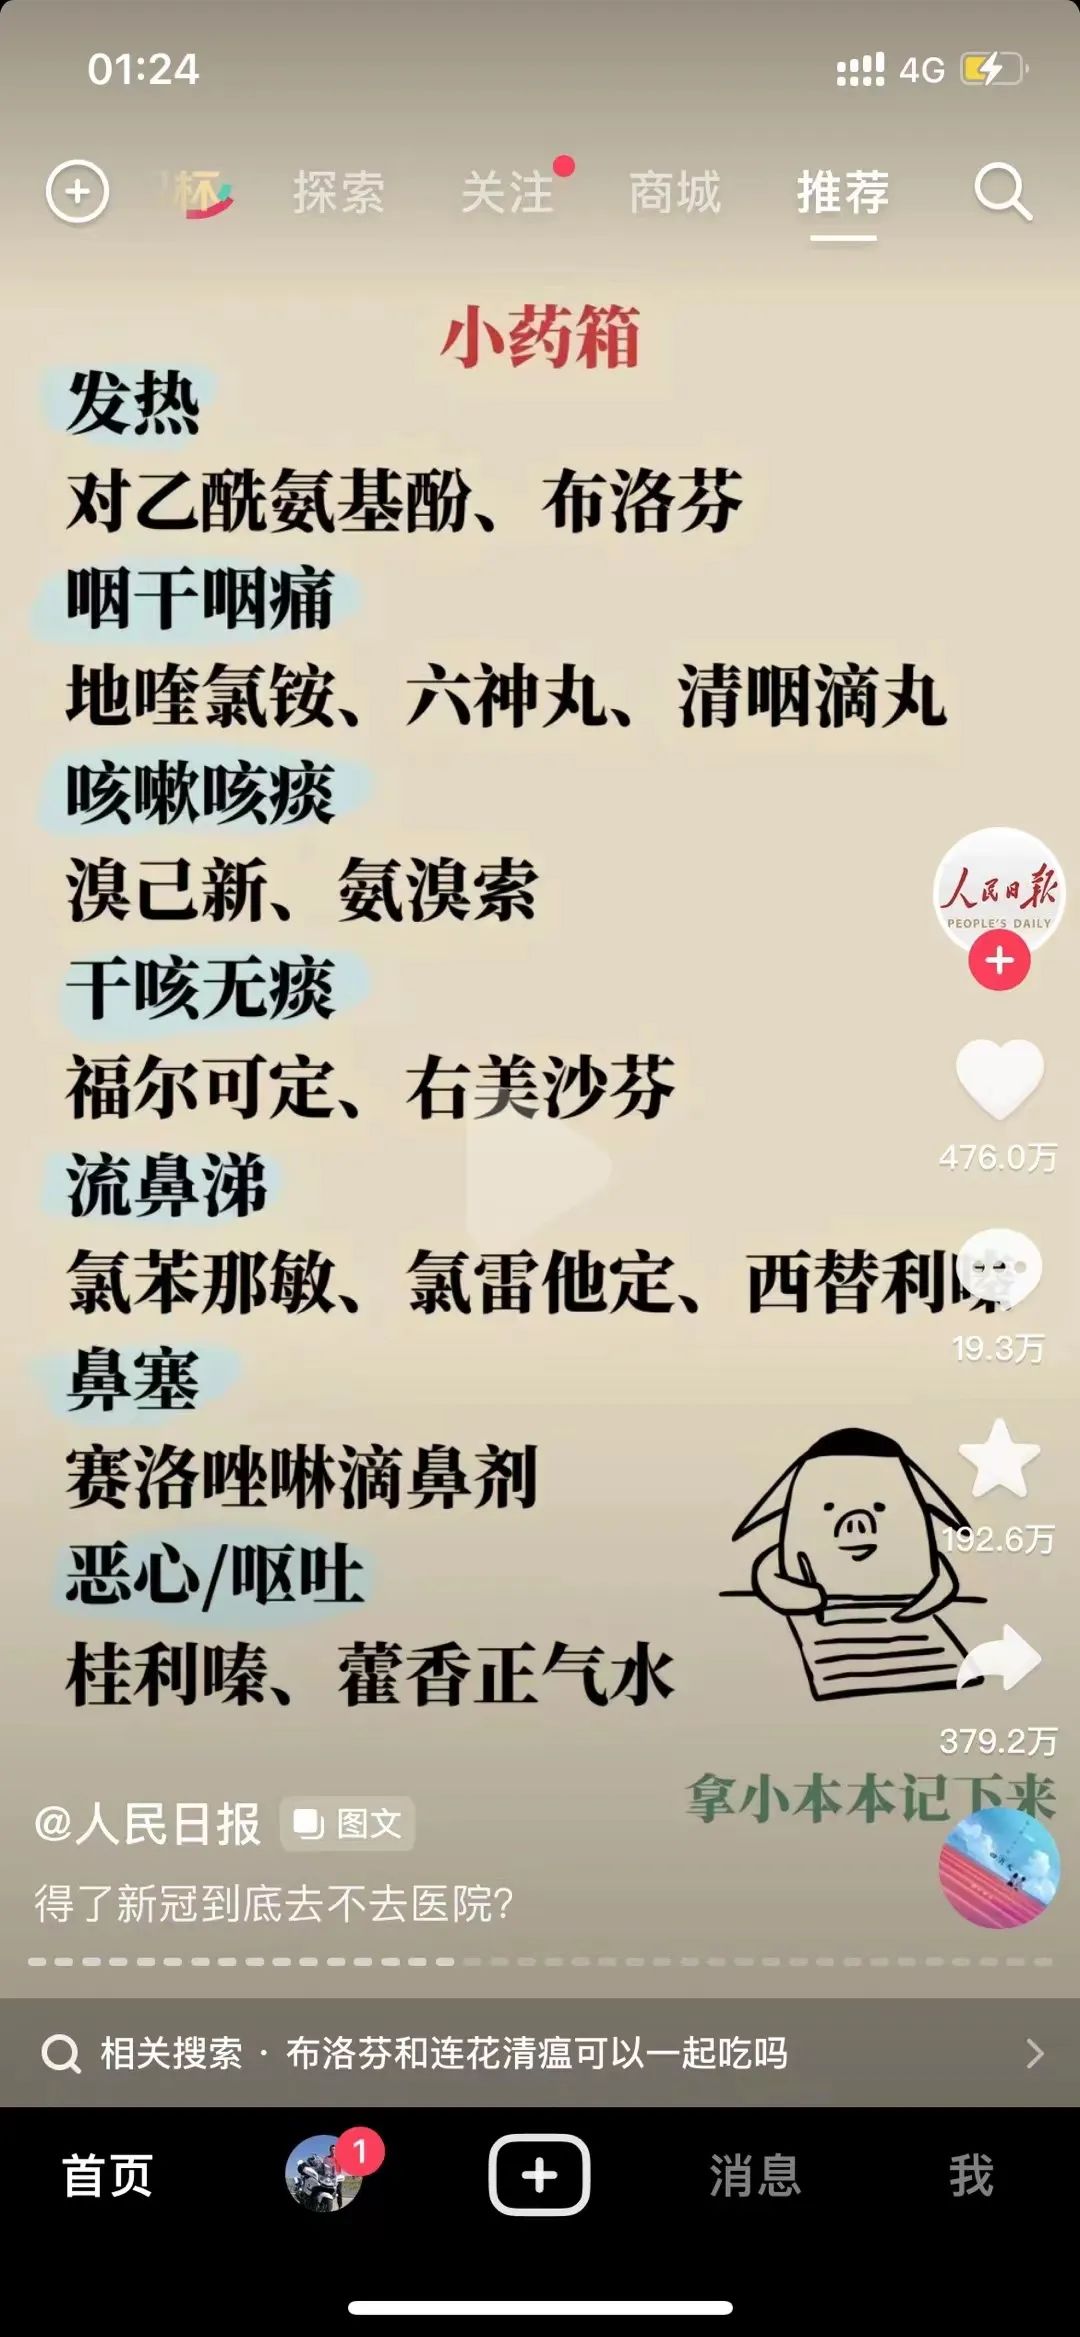 01:24
4G
杯 探索 关注 商城 推荐
小药箱
发热
对乙酰氨基酚、布洛芬
咽干咽痛
地喹氯铵、六神丸、清咽滴丸
咳嗽咳痰
溴己新、氨溴索
人民日报
PEOPLE'S DAILY
干咳无痰
福尔可定、右美沙芬
476.0万
流鼻涕
氯苯那敏、氯雷他定、西替利嗪
19.3万
鼻塞
赛洛唑啉滴鼻剂
192.6万
恶心/呕吐
桂利嗪、藿香正气水
379.2万
拿小本本记下来
@人民日报 图文
得了新冠到底去不去医院?
相关搜索 · 布洛芬和连花清瘟可以一起吃吗
首页 1 消息 我